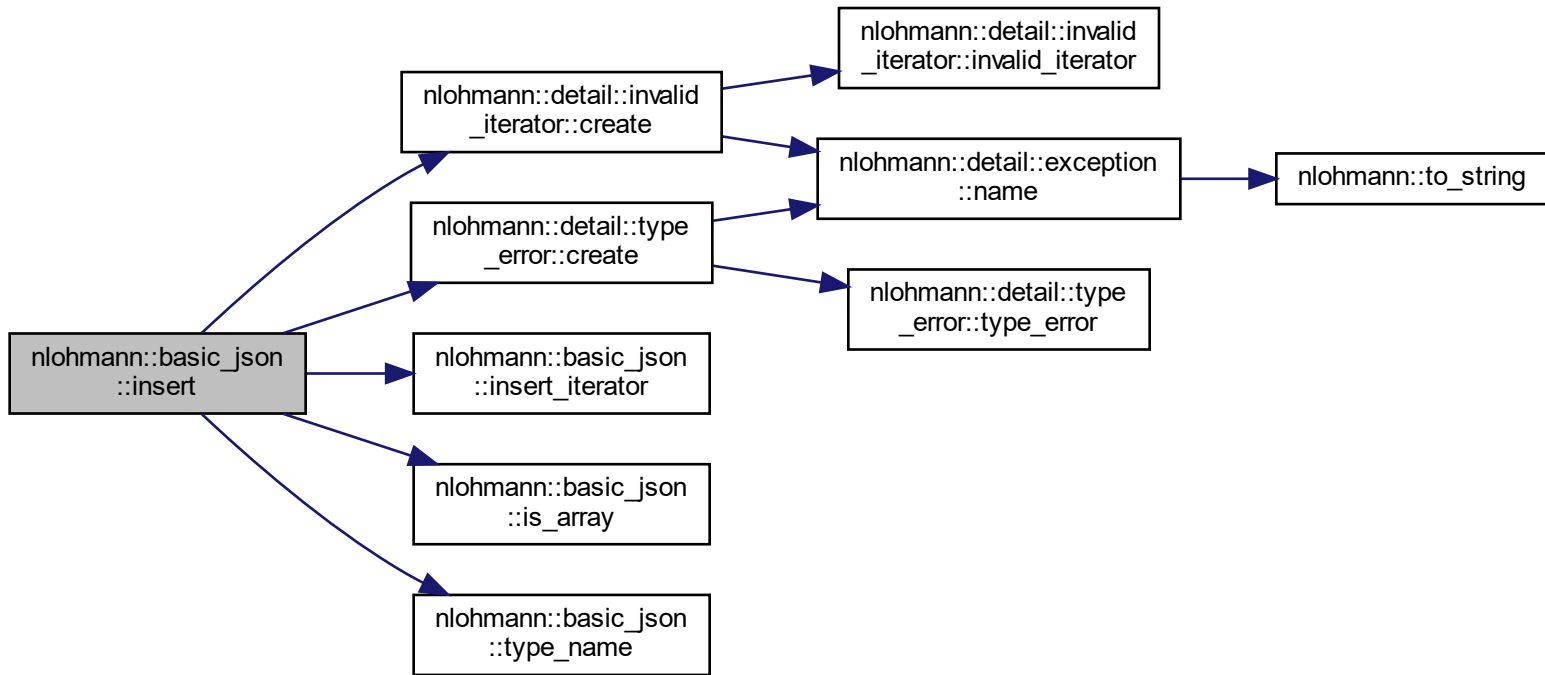 nlohmann::basic_json
::insert
nlohmann::detail::invalid
_iterator::create
nlohmann::detail::invalid
_iterator::invalid_iterator
nlohmann::detail::exception
::name
nlohmann::to_string
nlohmann::detail::type
_error::create
nlohmann::detail::type
_error::type_error
nlohmann::basic_json
::insert_iterator
nlohmann::basic_json
::is_array
nlohmann::basic_json
::type_name